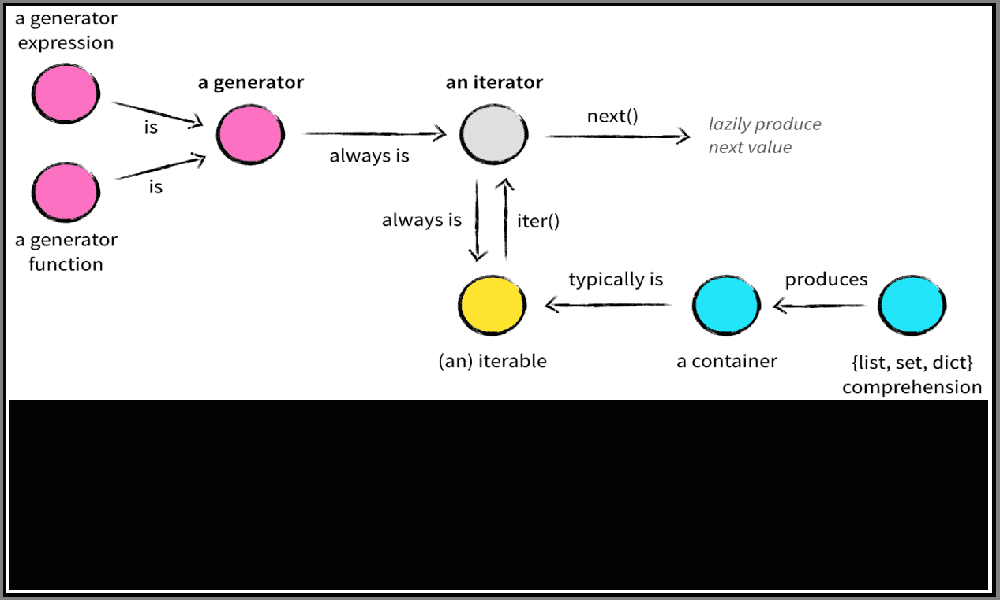 a generator
expression
is
is
a generator
function
a generator
always is
an iterator
next()
lazily produce
next value
always is
iter()
(an) iterable
typically is
a container
produces
{list, set, dict}
comprehension